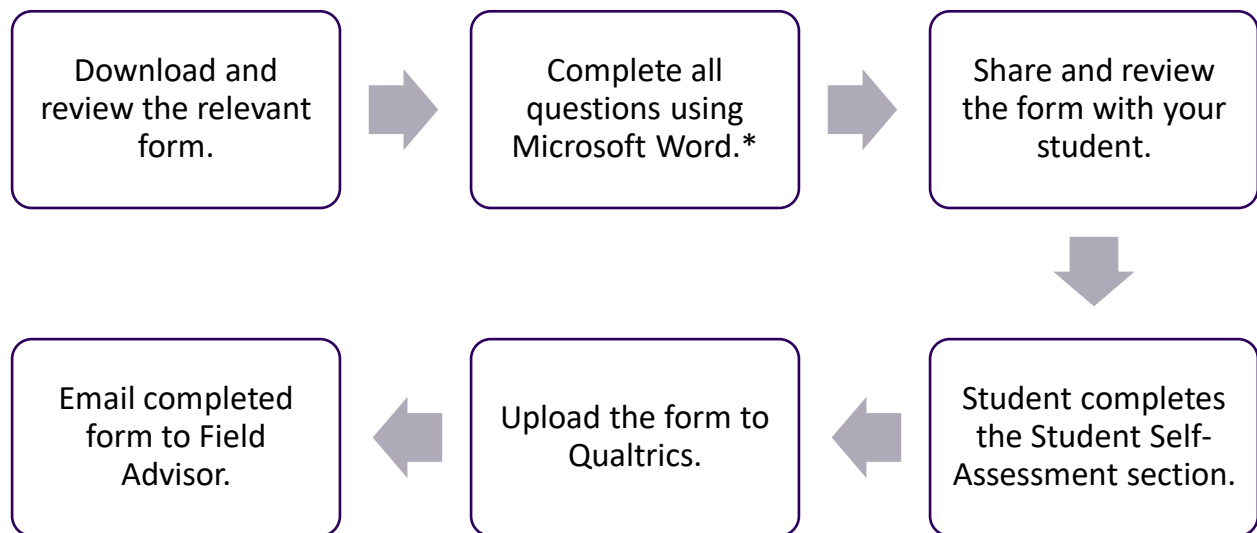 Download and
review the relevant
form.
Complete all
questions using
Microsoft Word.*
Share and review
the form with your
student.
Student completes
the Student Self-
Assessment section.
Upload the form to
Qualtrics.
Email completed
form to Field
Advisor.